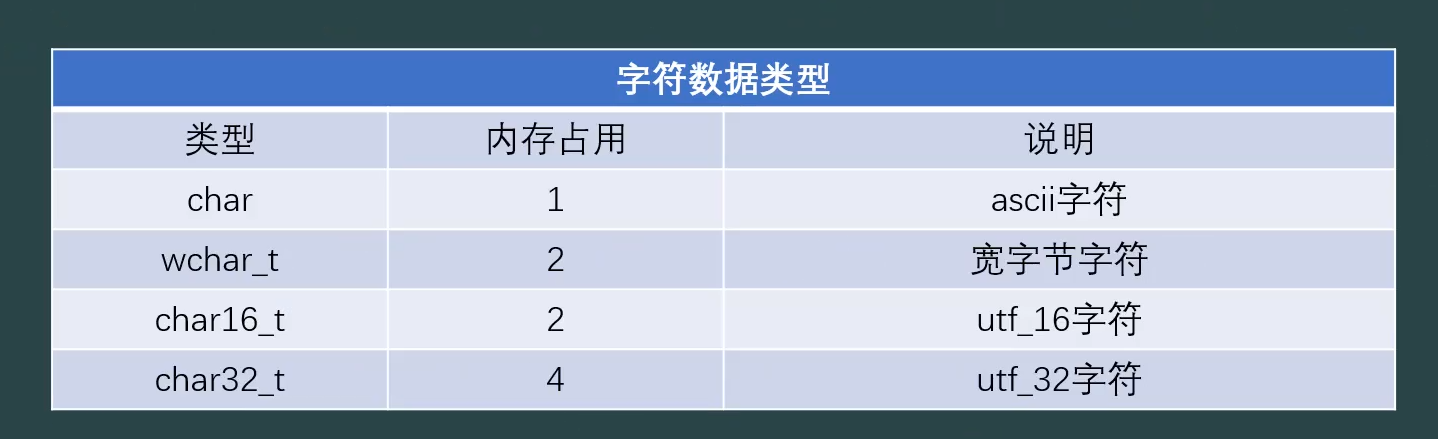 字符数据类型
类型 内存占用 说明
char 1 ascii字符
wchar_t 2 宽字节字符
char16_t 2 utf_16字符
char32_t 4 utf_32字符